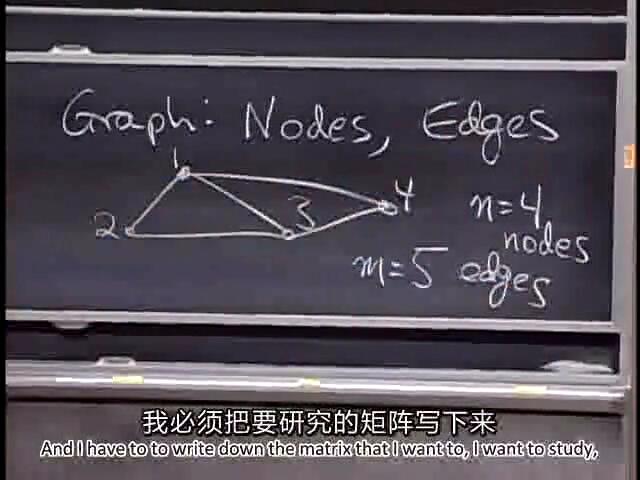 Graph: Nodes, Edges
1
2
3
4
n=4
nodes
m=5 edges
我必须把要研究的矩阵写下来
And I have to to write down the matrix that I want to, I want to study,